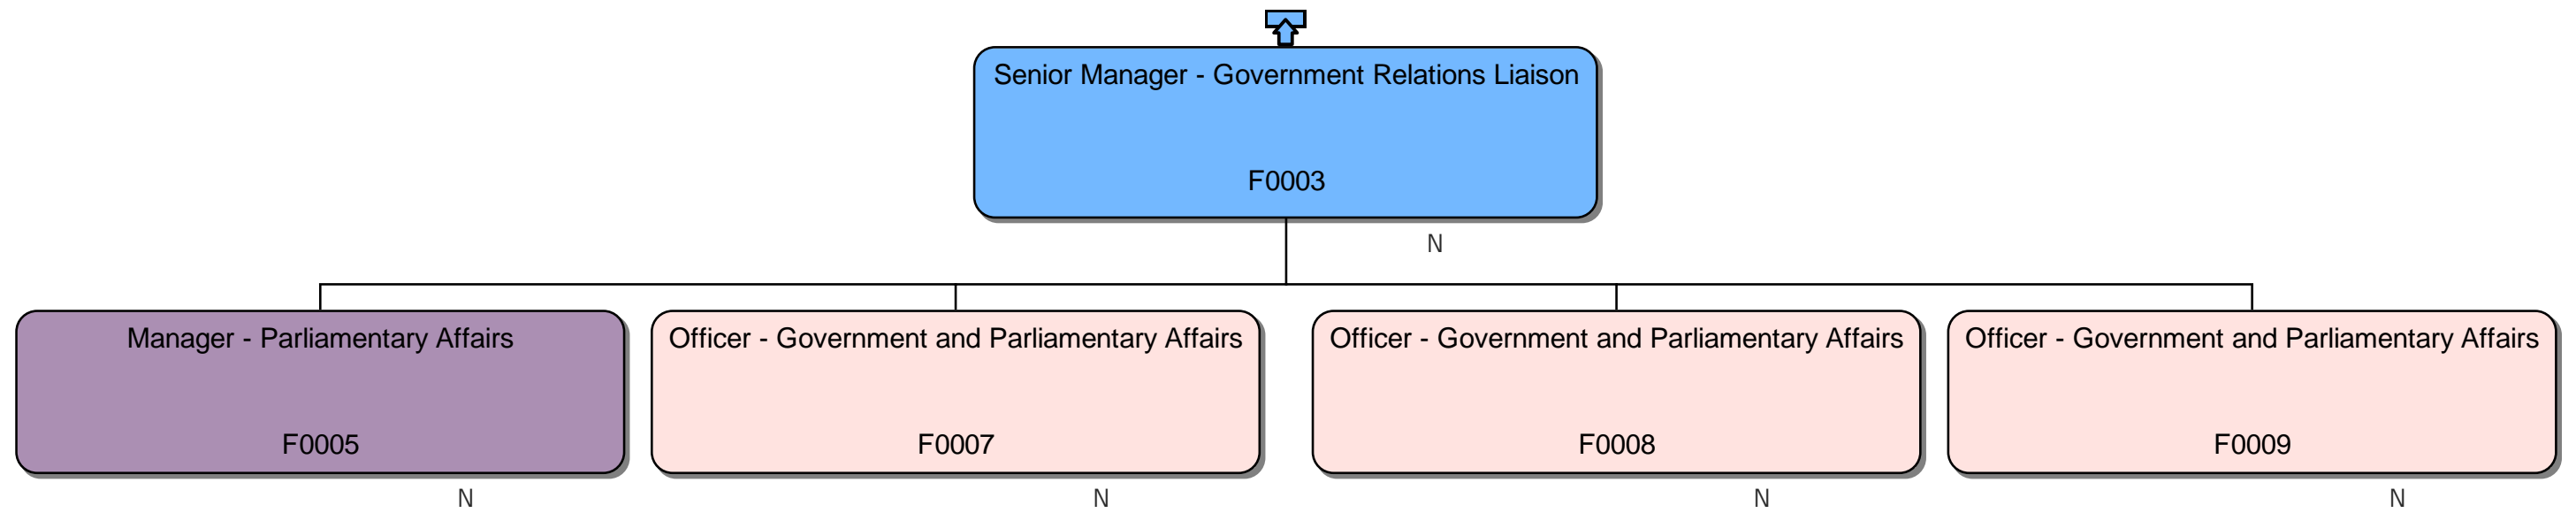 Senior Manager - Government Relations Liaison
F0003
N
Manager - Parliamentary Affairs
F0005
N
Officer - Government and Parliamentary Affairs
F0007
N
Officer - Government and Parliamentary Affairs
F0008
N
Officer - Government and Parliamentary Affairs
F0009
N